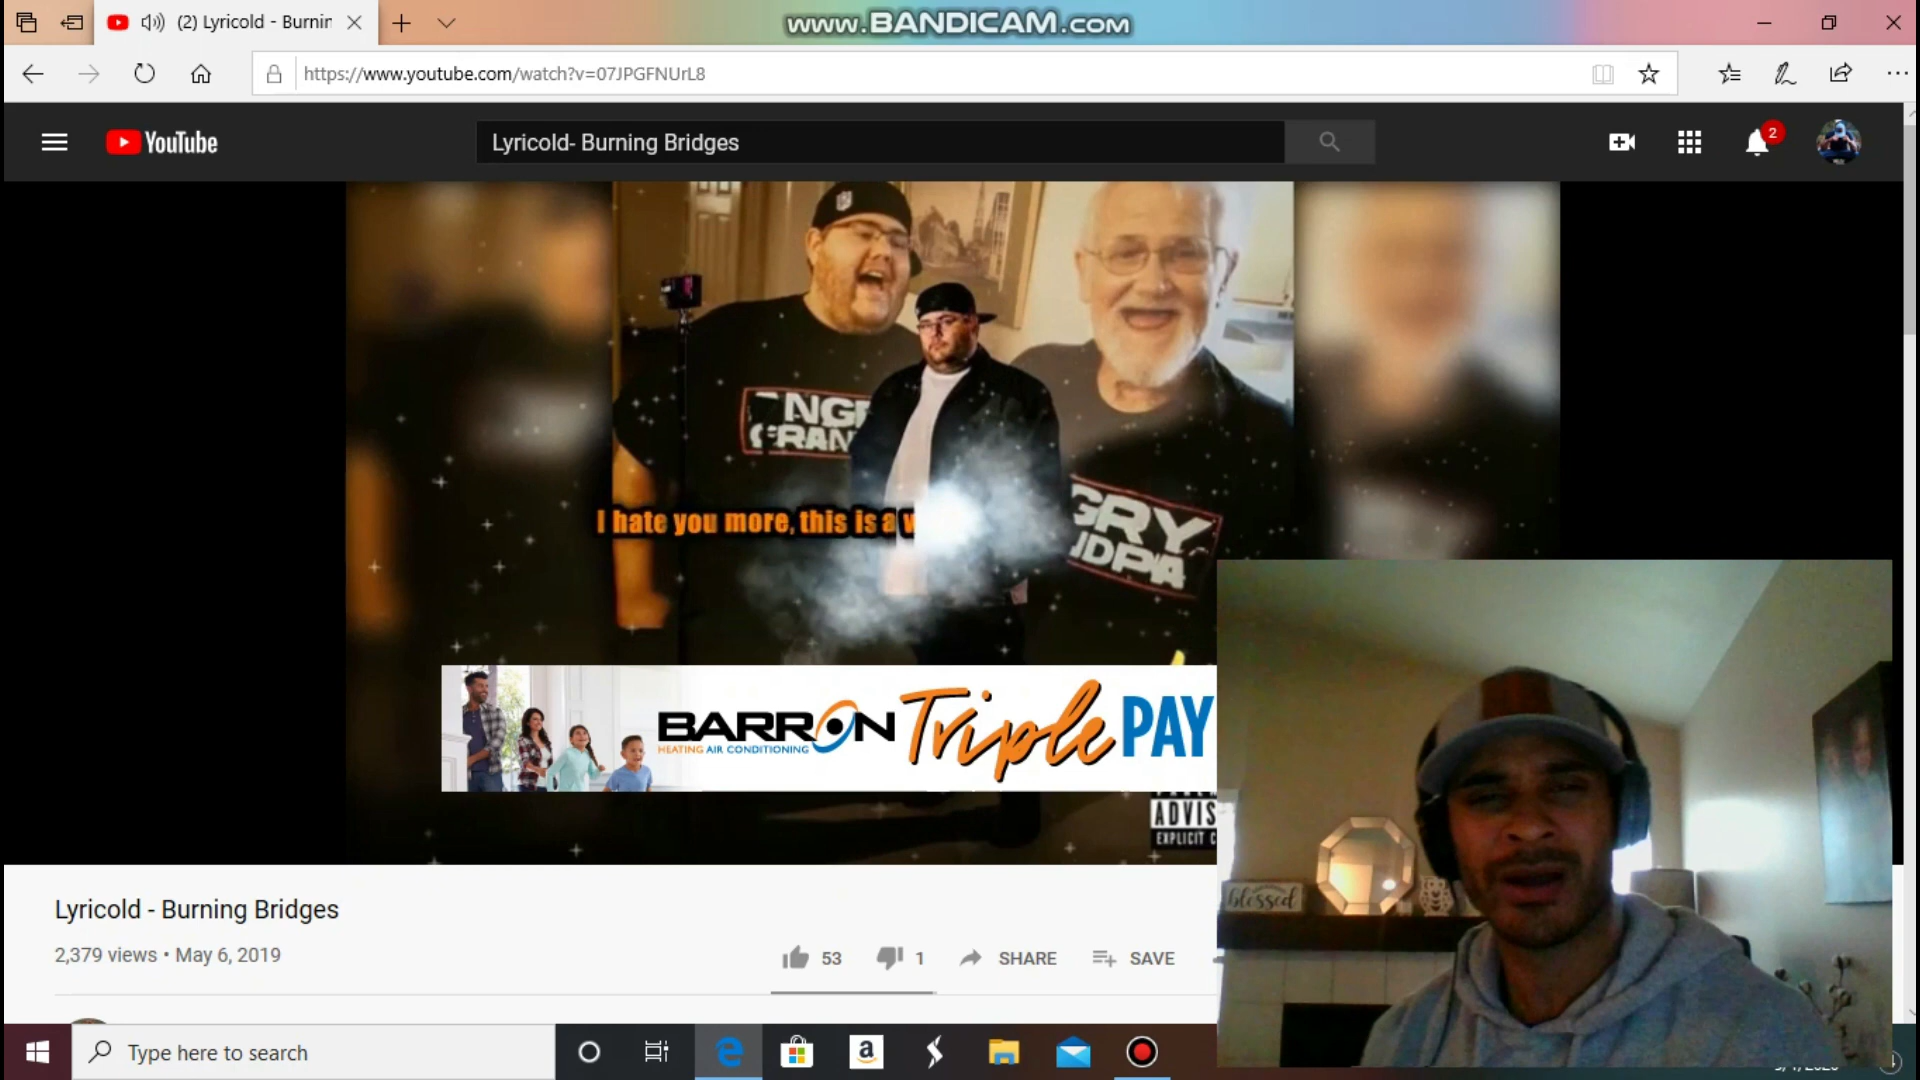 (2) Lyricold - Burnin
www.BANDICAM.com
https://www.youtube.com/watch?v=07JPGFNUrL8
YouTube
Lyricold- Burning Bridges
2
I hate you more, this is a
GRY
BARRON Triple PAY
HEATING AIR CONDITIONING
ADVIS
EXPLICIT C
blessed
Lyricold - Burning Bridges
2,379 views • May 6, 2019
53
1
SHARE
SAVE
Type here to search